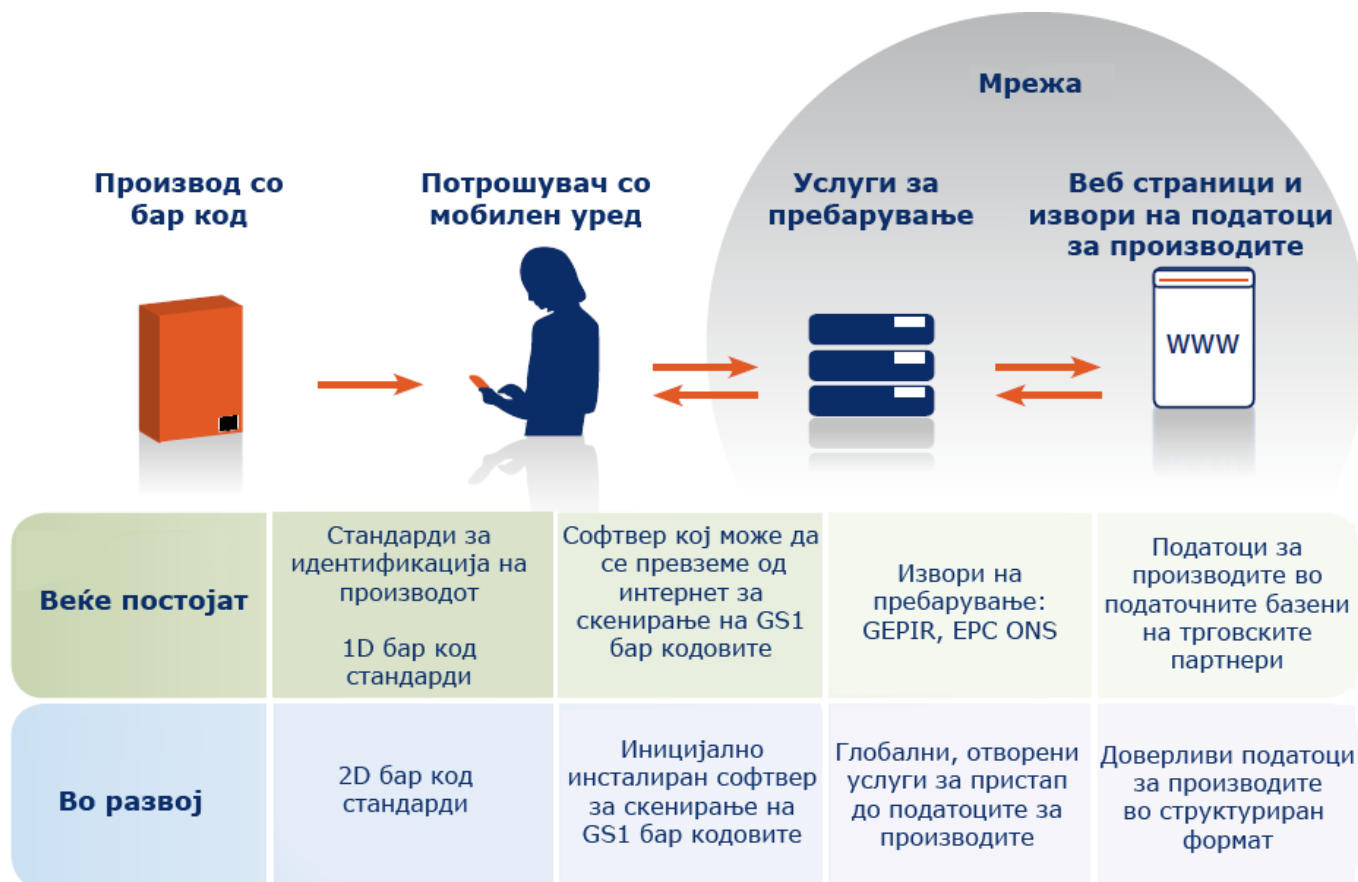 Мрежа
Производ со
бар код
Потрошувач со
мобилен уред
Услуги за
пребарување
Веб страници и
извори на податоци
за производите
www
Веќе постојат
Стандарди за
идентификација на
производот
1D бар код
стандарди
Софтвер кој може да
се превземе од
интернет за
скенирање на GS1
бар кодовите
Извори на
пребарување:
GEPIR, EPC ONS
Податоци за
производите во
податочните базени
на трговските
партнери
Во развој
2D бар код
стандарди
Иницијално
инсталиран софтвер
за скенирање на
GS1 бар кодовите
Глобални, отворени
услуги за пристап
до податоците за
производите
Доверливи податоци
за производите
во структуриран
формат